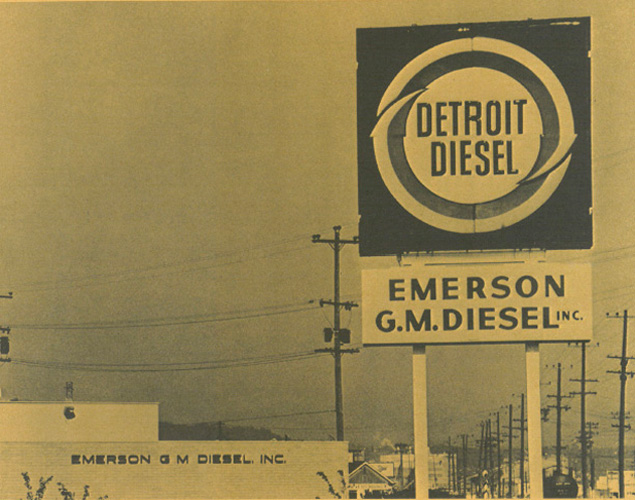 DETROIT
DIESEL
EMERSON
G.M.DIESEL INC.
EMERSON G M DIESEL, INC.